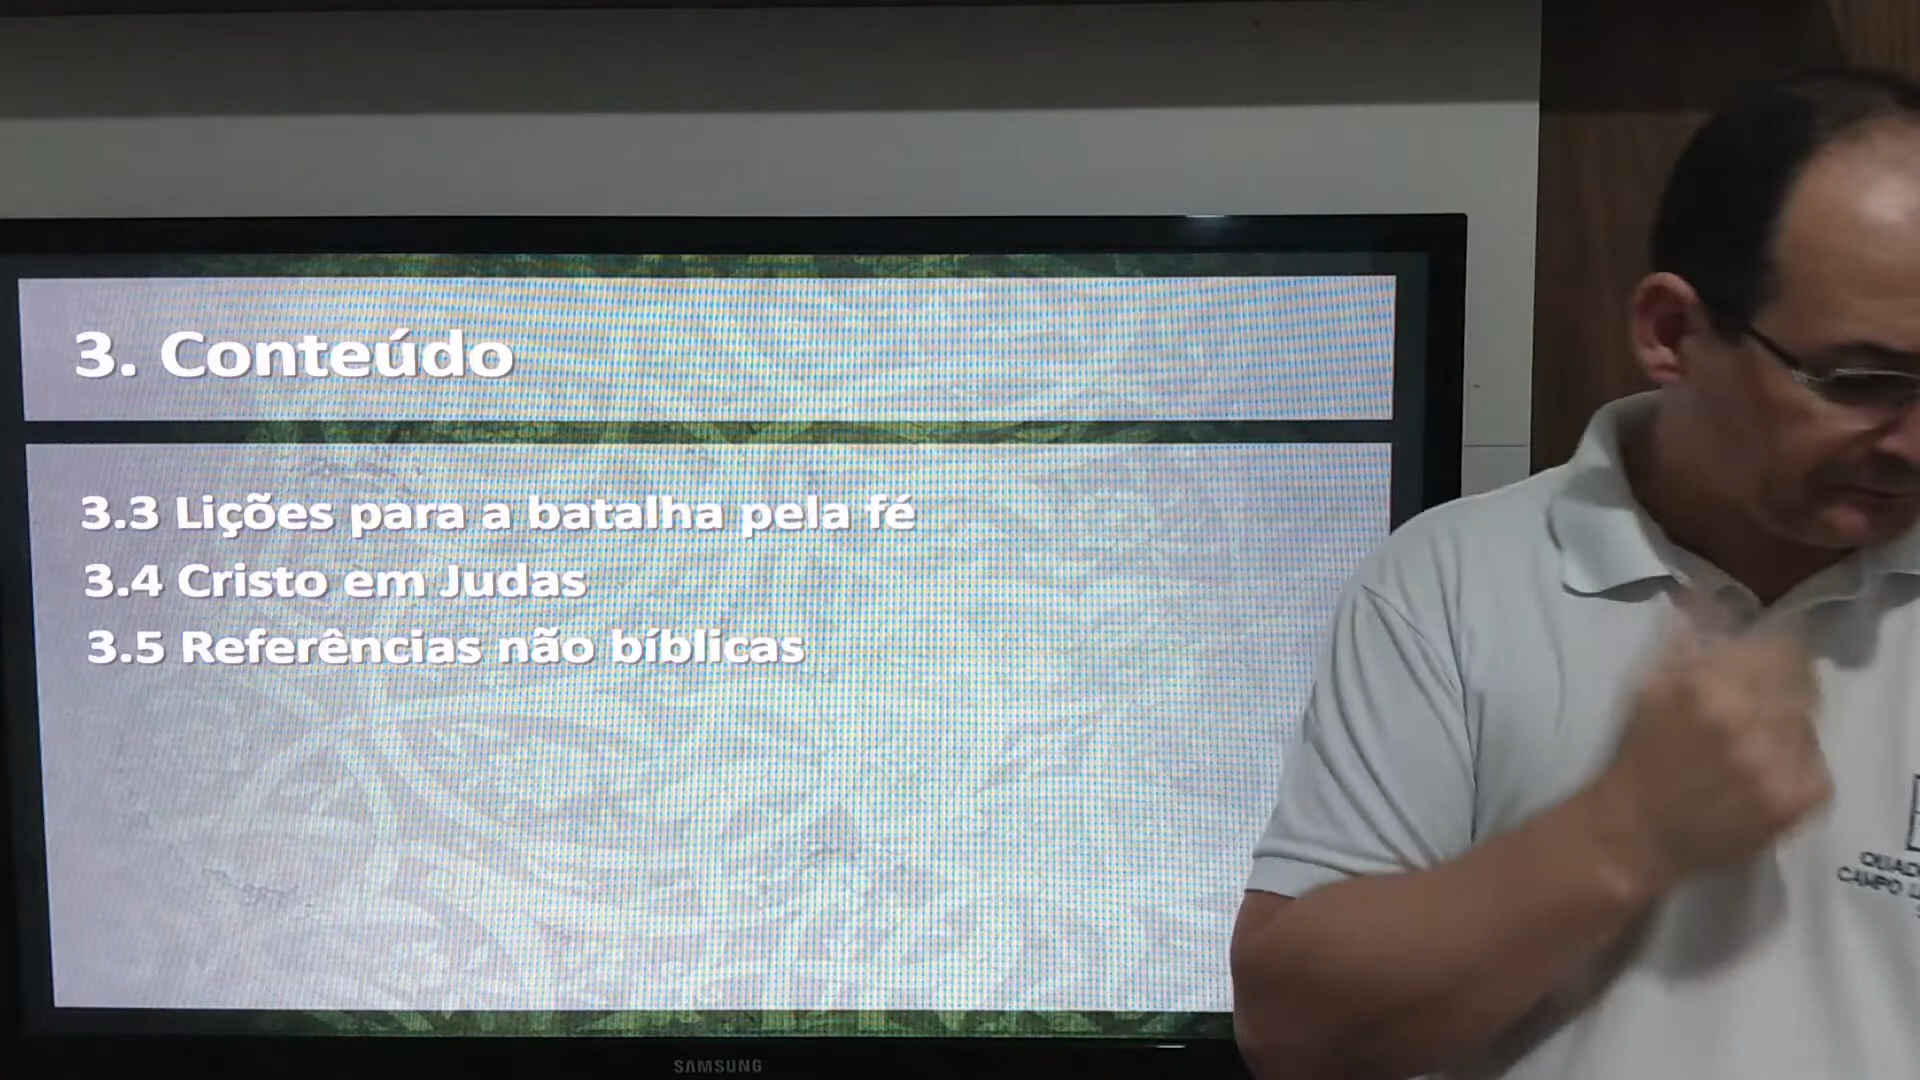 3. Conteúdo
3.3 Lições para a batalha pela fé
3.4 Cristo em Judas
3.5 Referências não bíblicas
SAMSUNG
CAMPO